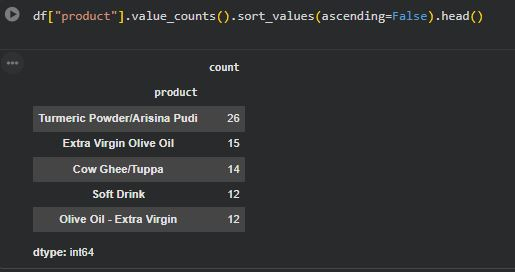 df["product"].value_counts().sort_values(ascending=False).head()
count
product
Turmeric Powder/Arisina Pudi 26
Extra Virgin Olive Oil 15
Cow Ghee/Tuppa 14
Soft Drink 12
Olive Oil - Extra Virgin 12
dtype: int64